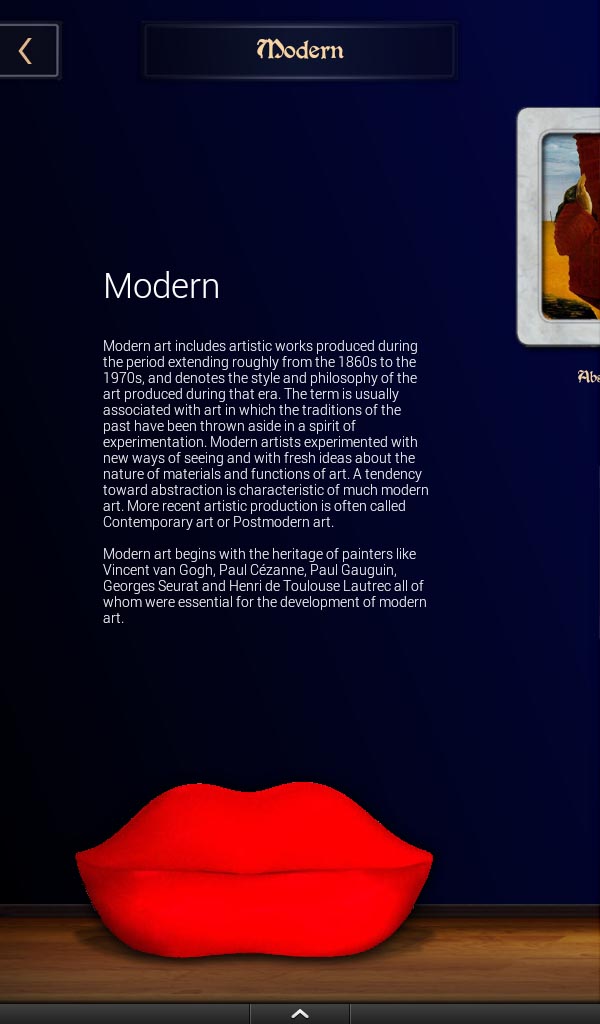 Modern
Modern
Modern art includes artistic works produced during
the period extending roughly from the 1860s to the
1970s, and denotes the style and philosophy of the
art produced during that era. The term is usually
associated with art in which the traditions of the
past have been thrown aside in a spirit of
experimentation. Modern artists experimented with
new ways of seeing and with fresh ideas about the
nature of materials and functions of art. A tendency
toward abstraction is characteristic of much modern
art. More recent artistic production is often called
Contemporary art or Postmodern art.
Modern art begins with the heritage of painters like
Vincent van Gogh, Paul Cézanne, Paul Gauguin,
Georges Seurat and Henri de Toulouse Lautrec all of
whom were essential for the development of modern
art.